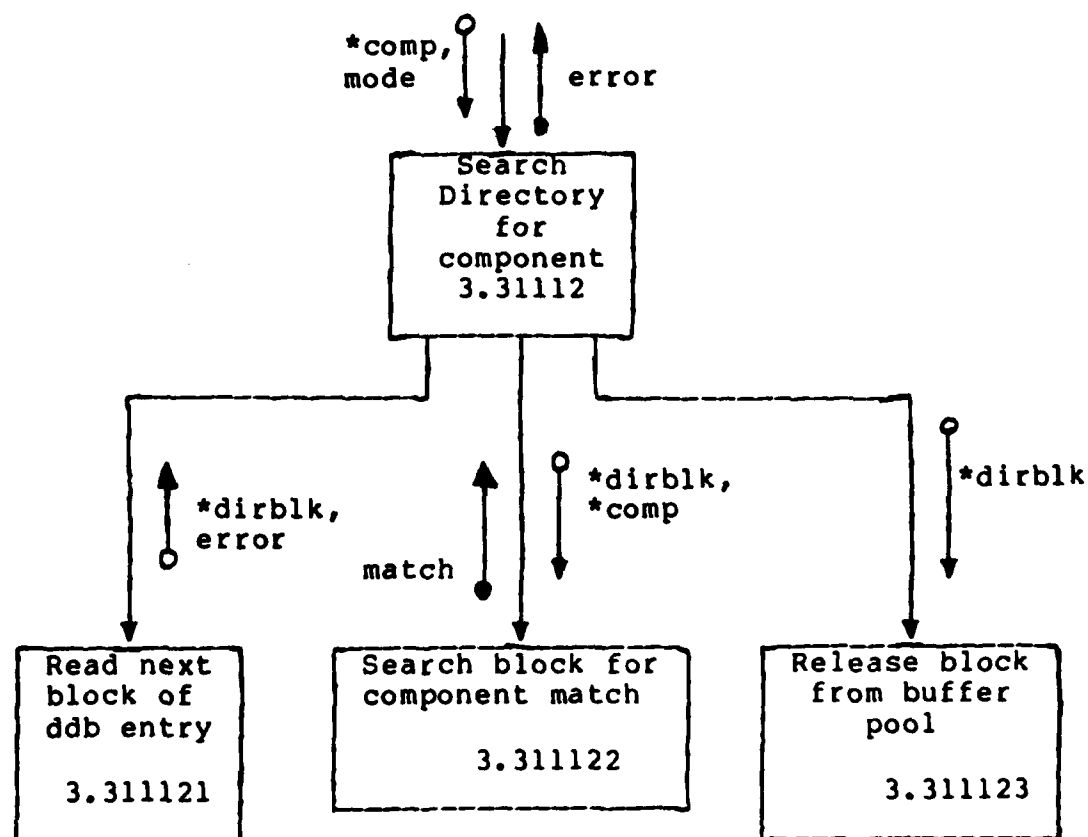 *comp,
mode
error
Search
Directory
for
component
3.31112
*dirblk,
error
match
*dirblk,
*comp
*dirblk
Read next
block of
ddb entry
3.311121
Search block for
component match
3.311122
Release block
from buffer
pool
3.311123